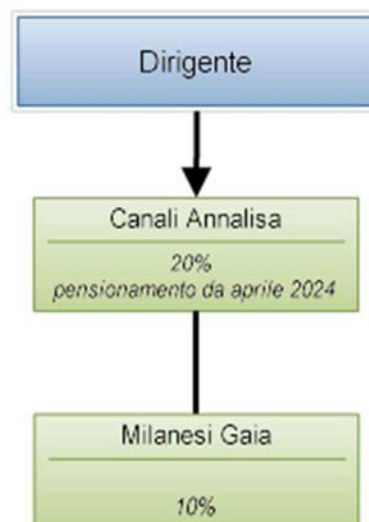 Dirigente
Canali Annalisa
20%
pensionamento da aprile 2024
Milanesi Gaia
10%